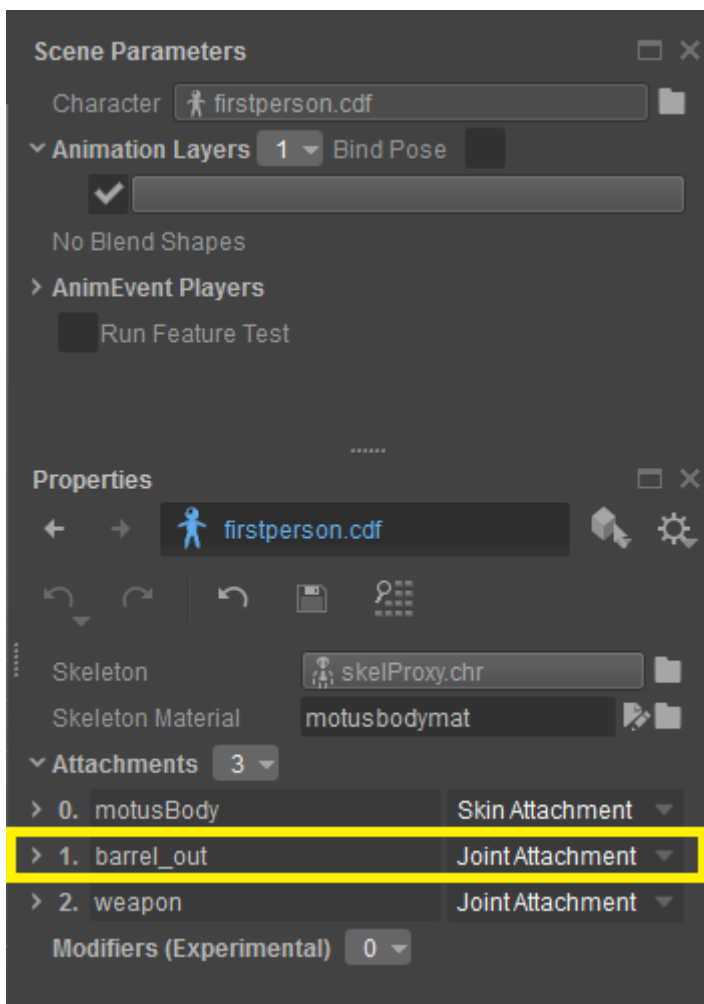 Scene Parameters
Character firstperson.cdf
Animation Layers 1 Bind Pose
No Blend Shapes
AnimEvent Players
Run Feature Test
Properties
firstperson.cdf
Skeleton skelProxy.chr
Skeleton Material motusbodymat
Attachments 3
0. motusBody Skin Attachment
1. barrel_out Joint Attachment
2. weapon Joint Attachment
Modifiers (Experimental) 0